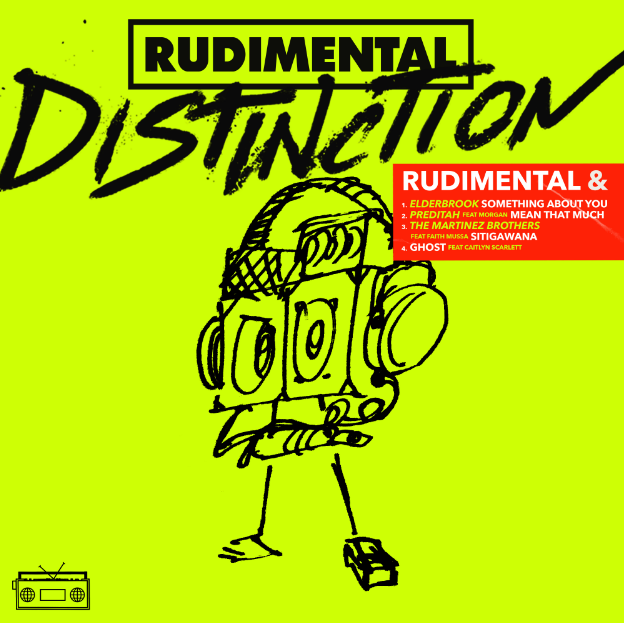 RUDIMENTAL
DISTINCTION
RUDIMENTAL &
1. ELDERBROOK SOMETHING ABOUT YOU
2. PREDITAH FEAT MORGAN MEAN THAT MUCH
3. THE MARTINEZ BROTHERS
FEAT FAITH MUSSA SITIGAWANA
4. GHOST FEAT CAITLYN SCARLETT